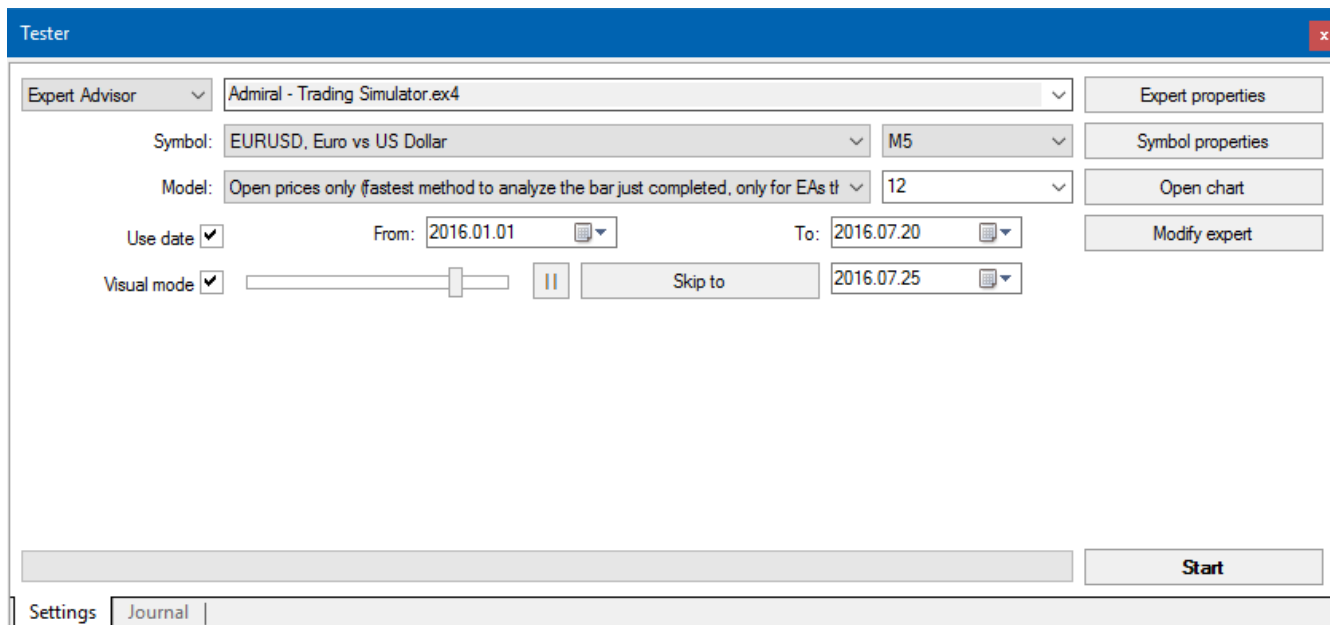 Tester
x
Expert Advisor Admiral - Trading Simulator.ex4 Expert properties
Symbol: EURUSD, Euro vs US Dollar M5 Symbol properties
Model: Open prices only (fastest method to analyze the bar just completed, only for EAs th 12 Open chart
Use date From: 2016.01.01 To: 2016.07.20 Modify expert
Visual mode Skip to 2016.07.25
Start
Settings Journal